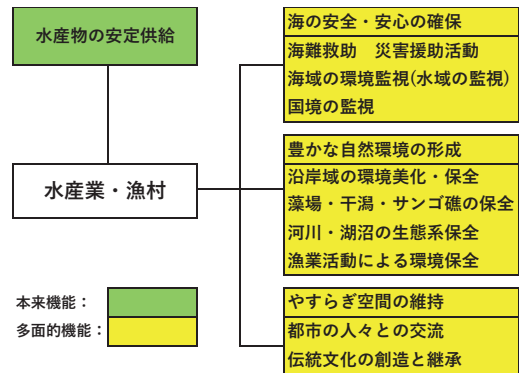 水産物の安定供給
水産業・漁村
本来機能：
多面的機能：
海の安全・安心の確保
海難救助　災害援助活動
海域の環境監視(水域の監視)
国境の監視
豊かな自然環境の形成
沿岸域の環境美化・保全
藻場・干潟・サンゴ礁の保全
河川・湖沼の生態系保全
漁業活動による環境保全
やすらぎ空間の維持
都市の人々との交流
伝統文化の創造と継承